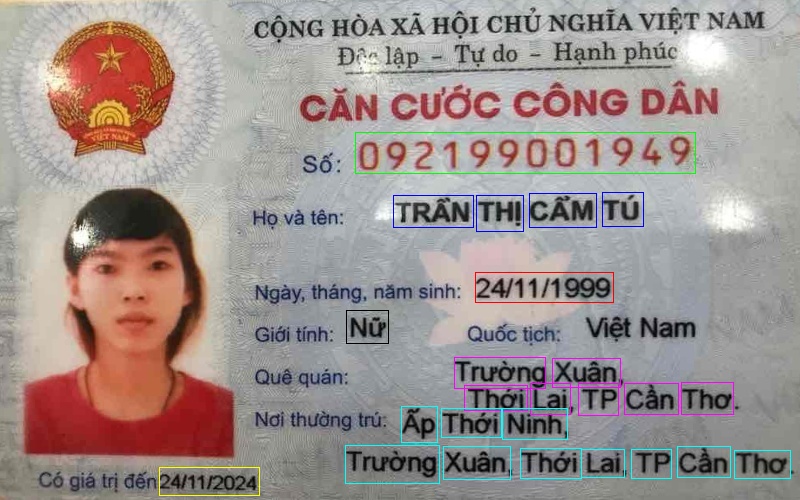 CỘNG HÒA XÃ HỘI CHỦ NGHĨA VIỆT NAM
Độc lập - Tự do - Hạnh phúc
CĂN CƯỚC CÔNG DÂN
Số: 092199001949
Họ và tên: TRẦN THỊ CẨM TÚ
Ngày, tháng, năm sinh: 24/11/1999
Giới tính: Nữ Quốc tịch: Việt Nam
Quê quán: Trường Xuân,
Thới Lai, TP Cần Thơ.
Nơi thường trú: Ấp Thới Ninh,
Trường Xuân, Thới Lai, TP Cần Thơ.
Có giá trị đến 24/11/2024